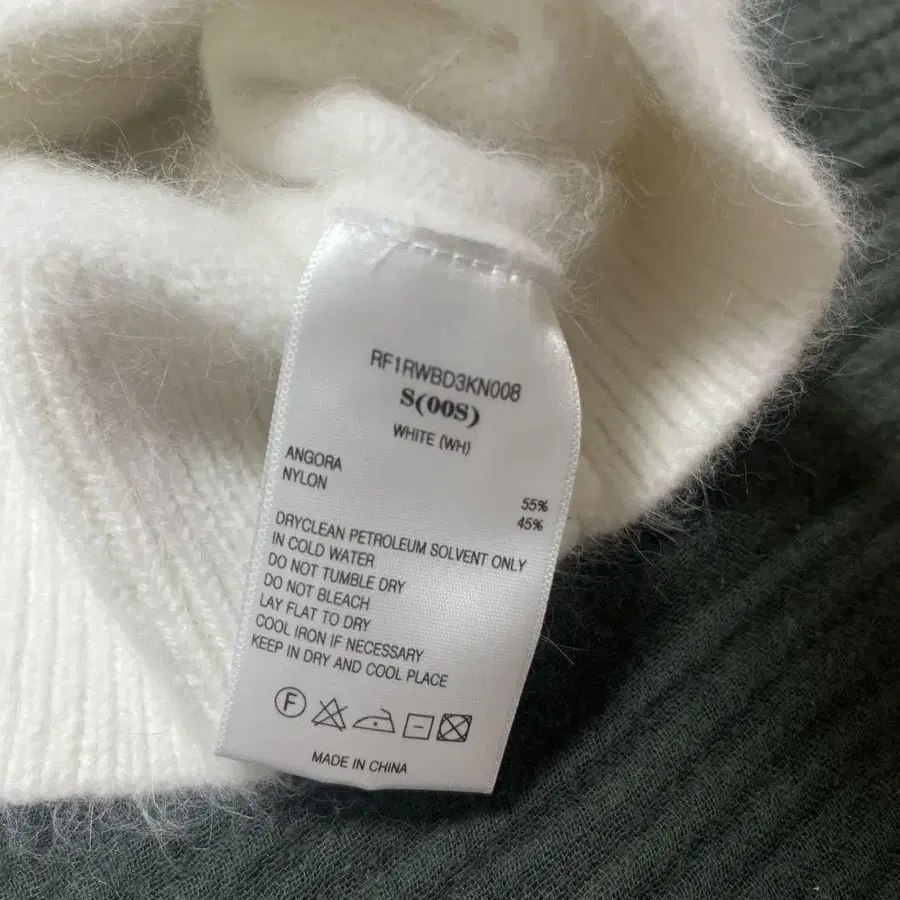 RF1RWBD3KN008
S(00S)
WHITE (WH)
ANGORA 55%
NYLON 45%
DRYCLEAN PETROLEUM SOLVENT ONLY
IN COLD WATER
DO NOT TUMBLE DRY
DO NOT BLEACH
LAY FLAT TO DRY
COOL IRON IF NECESSARY
KEEP IN DRY AND COOL PLACE
F
MADE IN CHINA